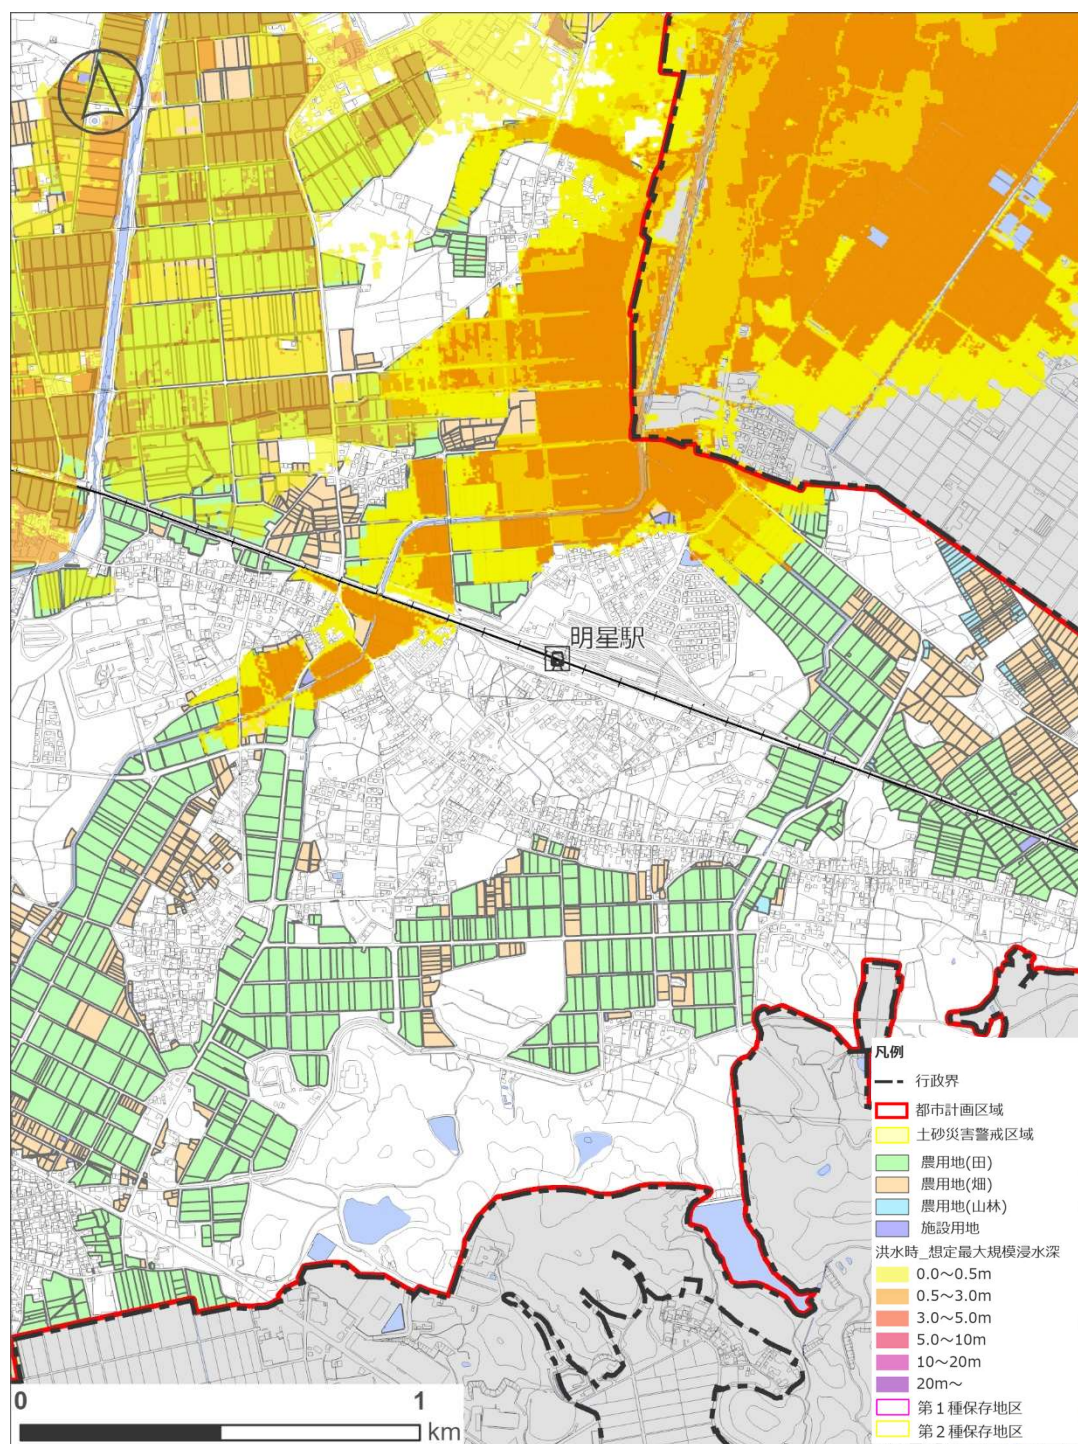 明星駅
凡例
行政界
都市計画区域
土砂災害警戒区域
農用地(田)
農用地(畑)
農用地(山林)
施設用地
洪水時_想定最大規模浸水深
0.0～0.5m
0.5～3.0m
3.0～5.0m
5.0～10m
10～20m
20m～
第１種保存地区
第２種保存地区
0 1
km